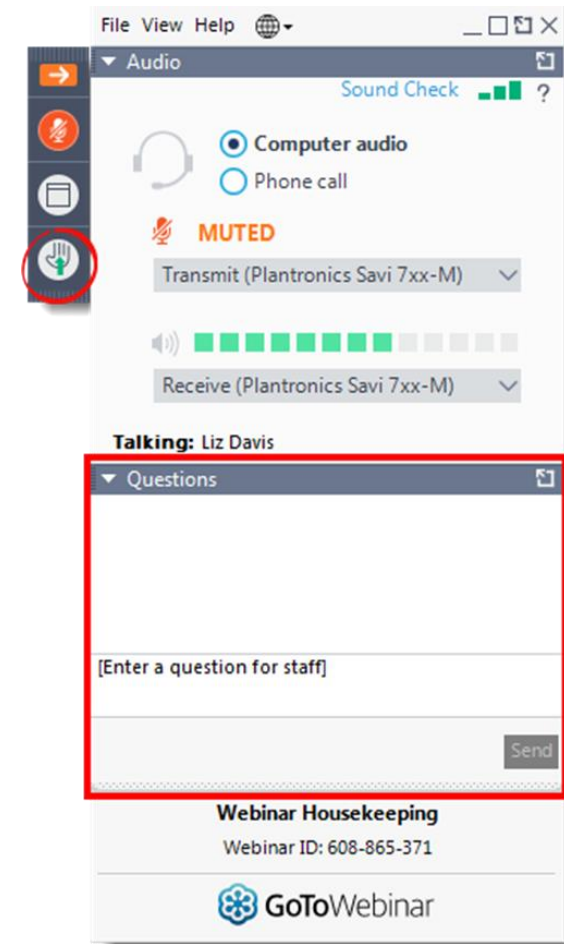 File View Help
Audio
Sound Check ?
Computer audio
Phone call
MUTED
Transmit (Plantronics Savi 7xx-M)
Receive (Plantronics Savi 7xx-M)
Talking: Liz Davis
Questions
[Enter a question for staff]
Send
Webinar Housekeeping
Webinar ID: 608-865-371
GoToWebinar